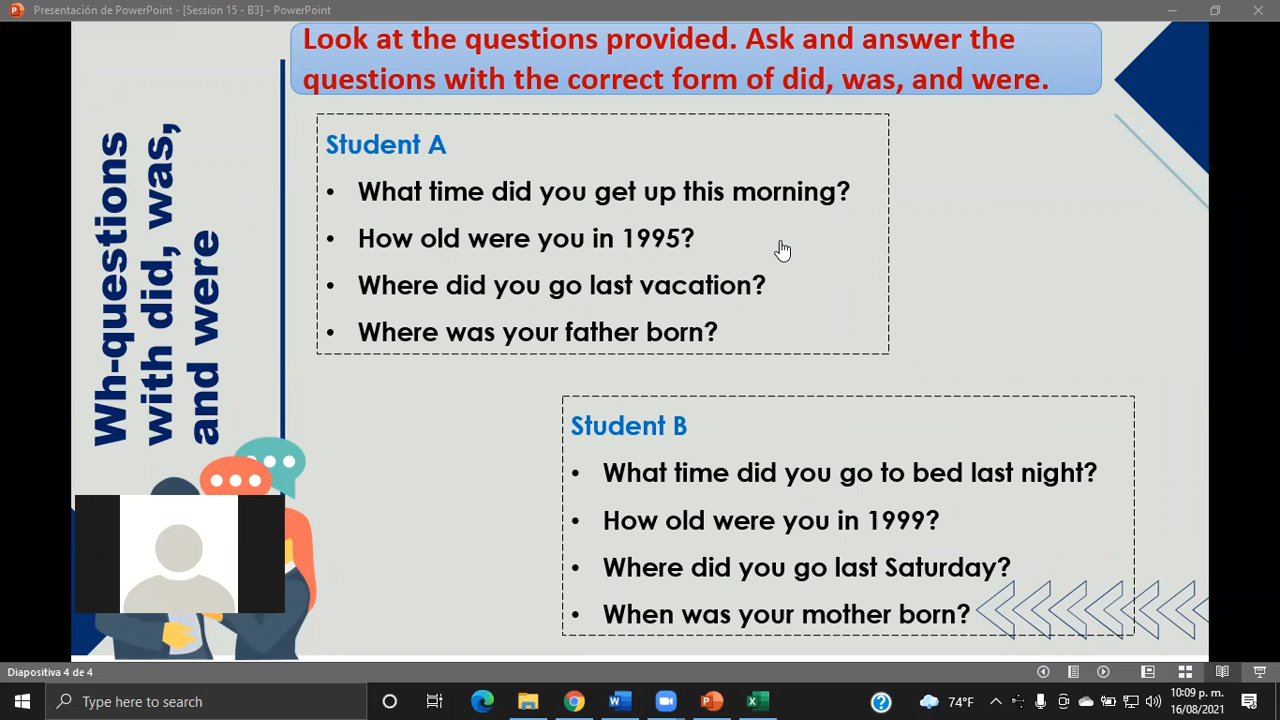 Presentación de PowerPoint - [Session 15 - B3] - PowerPoint
Look at the questions provided. Ask and answer the
questions with the correct form of did, was, and were.
Wh-questions
with did, was,
and were
Student A
• What time did you get up this morning?
• How old were you in 1995?
• Where did you go last vacation?
• Where was your father born?
Student B
• What time did you go to bed last night?
• How old were you in 1999?
• Where did you go last Saturday?
• When was your mother born?
Diapositiva 4 de 4
Type here to search
74°F
10:09 p. m.
16/08/2021